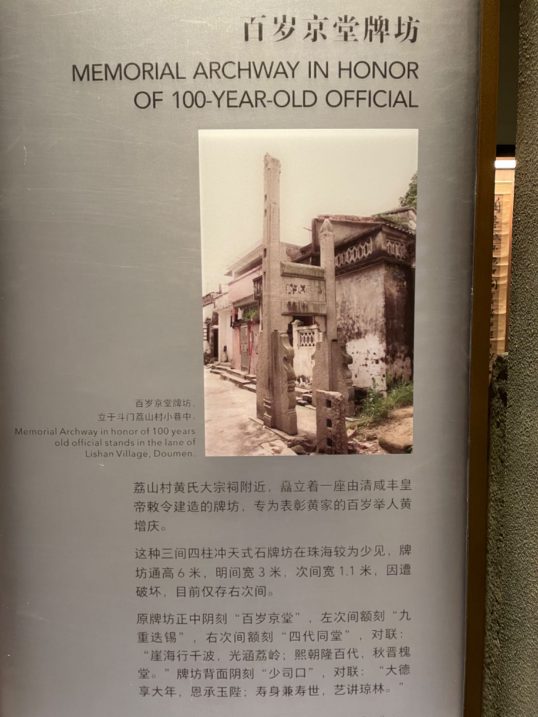 百岁京堂牌坊
MEMORIAL ARCHWAY IN HONOR
OF 100-YEAR-OLD OFFICIAL
百岁京堂牌坊,
立于斗门荔山村小巷中。
Memorial Archway in honor of 100 years
old official stands in the lane of
Lishan Village, Doumen.
荔山村黄氏大宗祠附近，矗立着一座由清咸丰皇
帝敕令建造的牌坊，专为表彰黄家的百岁举人黄
增庆。
这种三间四柱冲天式石牌坊在珠海较为少见，牌
坊通高6米，明间宽3米，次间宽1.1米，因遭
破坏，目前仅存右次间。
原牌坊正中阴刻“百岁京堂”，左次间额刻“九
重迭锡”，右次间额刻“四代同堂”，对联：
“崖海行千波，光涵荔岭；熙朝隆百代，秋晋槐
堂。”牌坊背面阴刻“少司口”，对联：“大德
享大年，恩承玉陛；寿身兼寿世，艺讲琼林。”